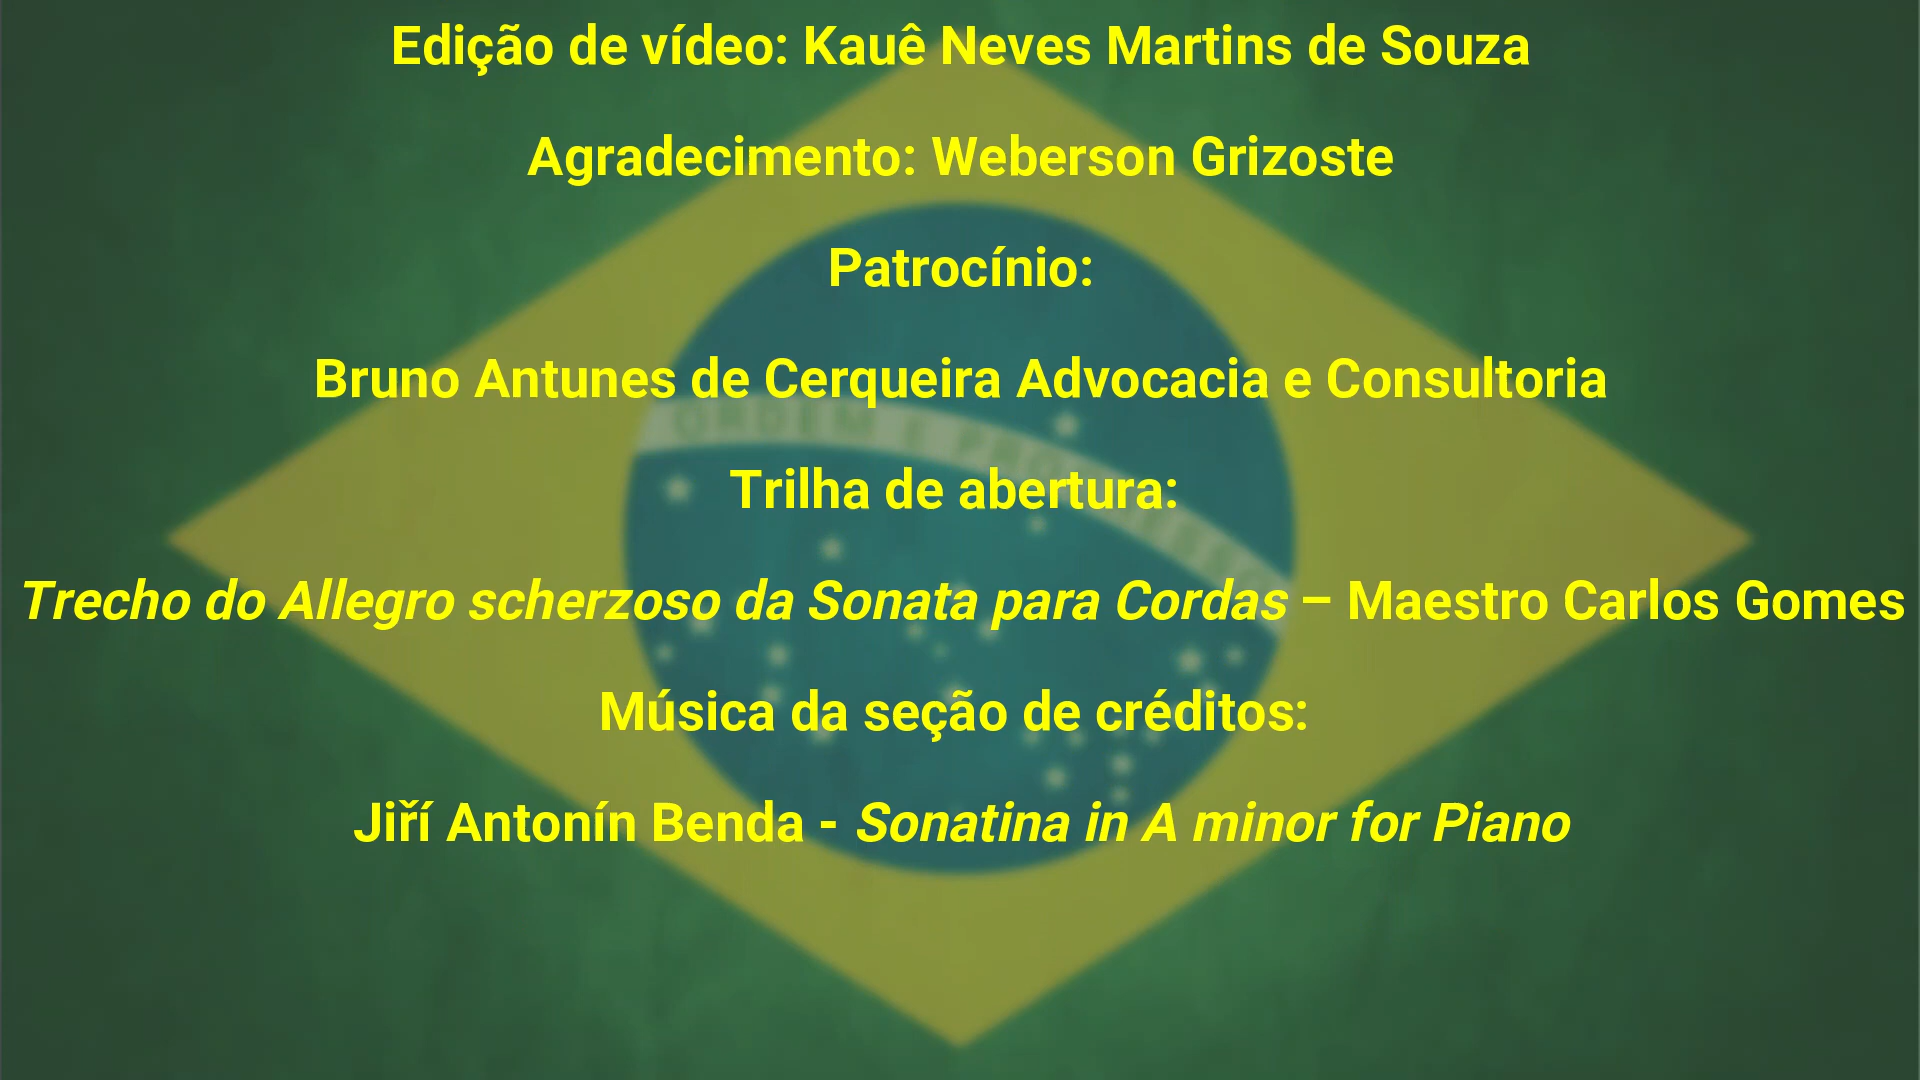 Edição de vídeo: Kauê Neves Martins de Souza
Agradecimento: Weberson Grizoste
Patrocínio:
Bruno Antunes de Cerqueira Advocacia e Consultoria
Trilha de abertura:
Trecho do Allegro scherzoso da Sonata para Cordas – Maestro Carlos Gomes
Música da seção de créditos:
Jiří Antonín Benda - Sonatina in A minor for Piano
ORDEM E